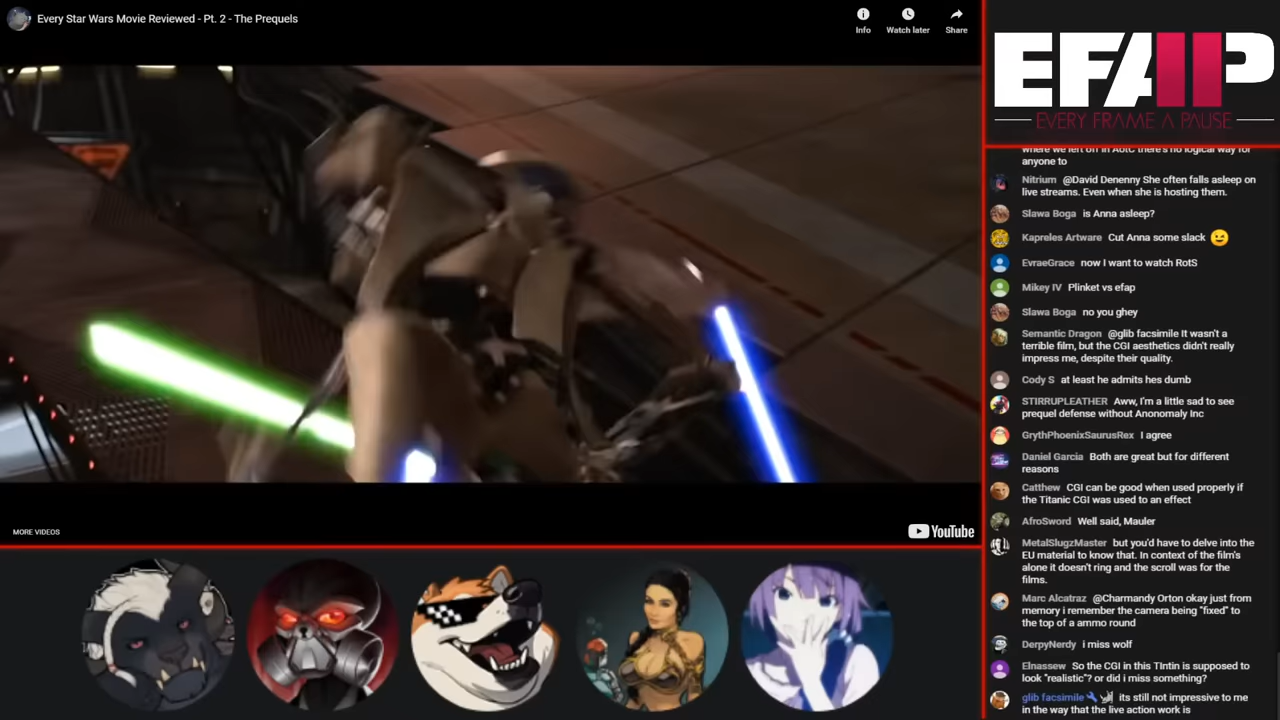 Every Star Wars Movie Reviewed - Pt. 2 - The Prequels
Info
Watch later
Share
MORE VIDEOS
YouTube
EFAP
EVERY FRAME A PAUSE
where we left off in AotC there's no logical way for
anyone to
Nitrium @David Denenny She often falls asleep on
live streams. Even when she is hosting them.
Slawa Boga is Anna asleep?
Kapreles Artware Cut Anna some slack 😉
EvraeGrace now I want to watch RotS
Mikey IV Plinket vs efap
Slawa Boga no you ghey
Semantic Dragon @glib facsimile It wasn't a
terrible film, but the CGI aesthetics didn't really
impress me, despite their quality.
Cody S at least he admits hes dumb
STIRRUPLEATHER Aww, I'm a little sad to see
prequel defense without Anonomaly Inc
GrythPhoenixSaurusRex I agree
Daniel Garcia Both are great but for different
reasons
Catthew CGI can be good when used properly if
the Titanic CGI was used to an effect
AfroSword Well said, Mauler
MetalSlugzMaster but you'd have to delve into the
EU material to know that. In context of the film's
alone it doesn't ring and the scroll was for the
films.
Marc Alcatraz @Charmandy Orton okay just from
memory i remember the camera being "fixed" to
the top of a ammo round
DerpyNerd i miss wolf
Elnassew So the CGI in this TIntin is supposed to
look "realistic"? or did i miss something?
glib facsimile its still not impressive to me
in the way that the live action work is